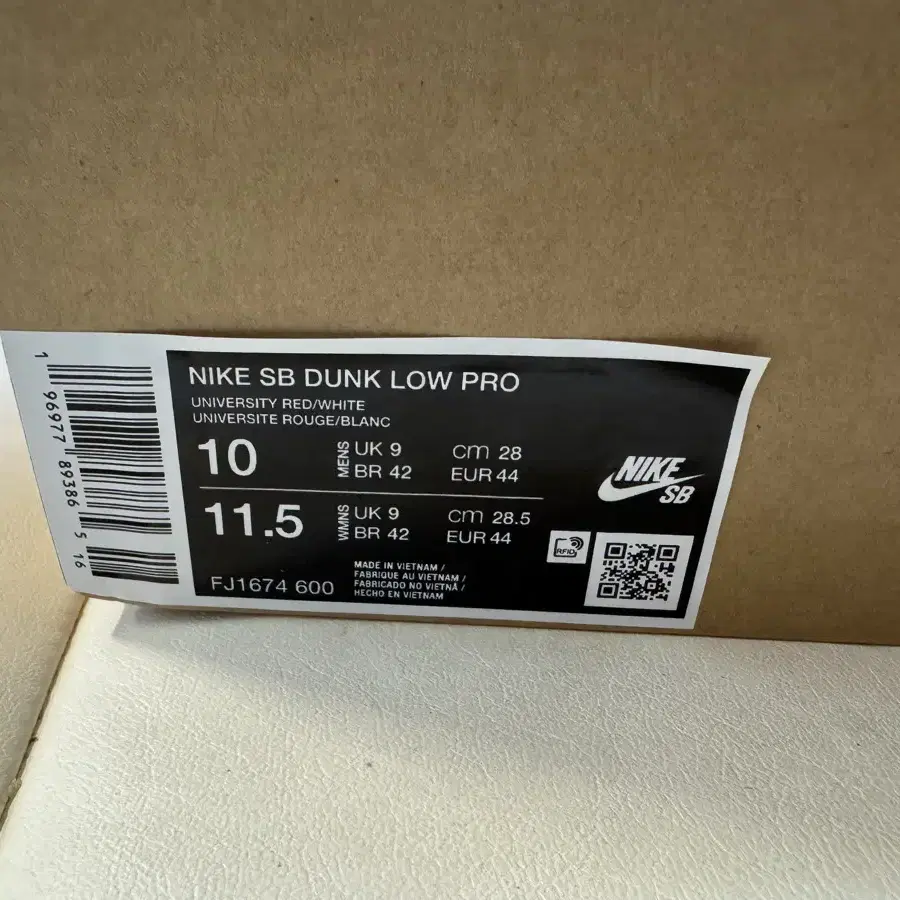 NIKE SB DUNK LOW PRO
UNIVERSITY RED/WHITE
UNIVERSITE ROUGE/BLANC
10 MENS UK 9 cm 28
BR 42 EUR 44
11.5 WMNS UK 9 cm 28.5
BR 42 EUR 44
FJ1674 600
MADE IN VIETNAM /
FABRIQUE AU VIETNAM /
FABRICADO NO VIETNÃ /
HECHO EN VIETNAM
NIKE
SB
RFID
1 96977 89386 5 16